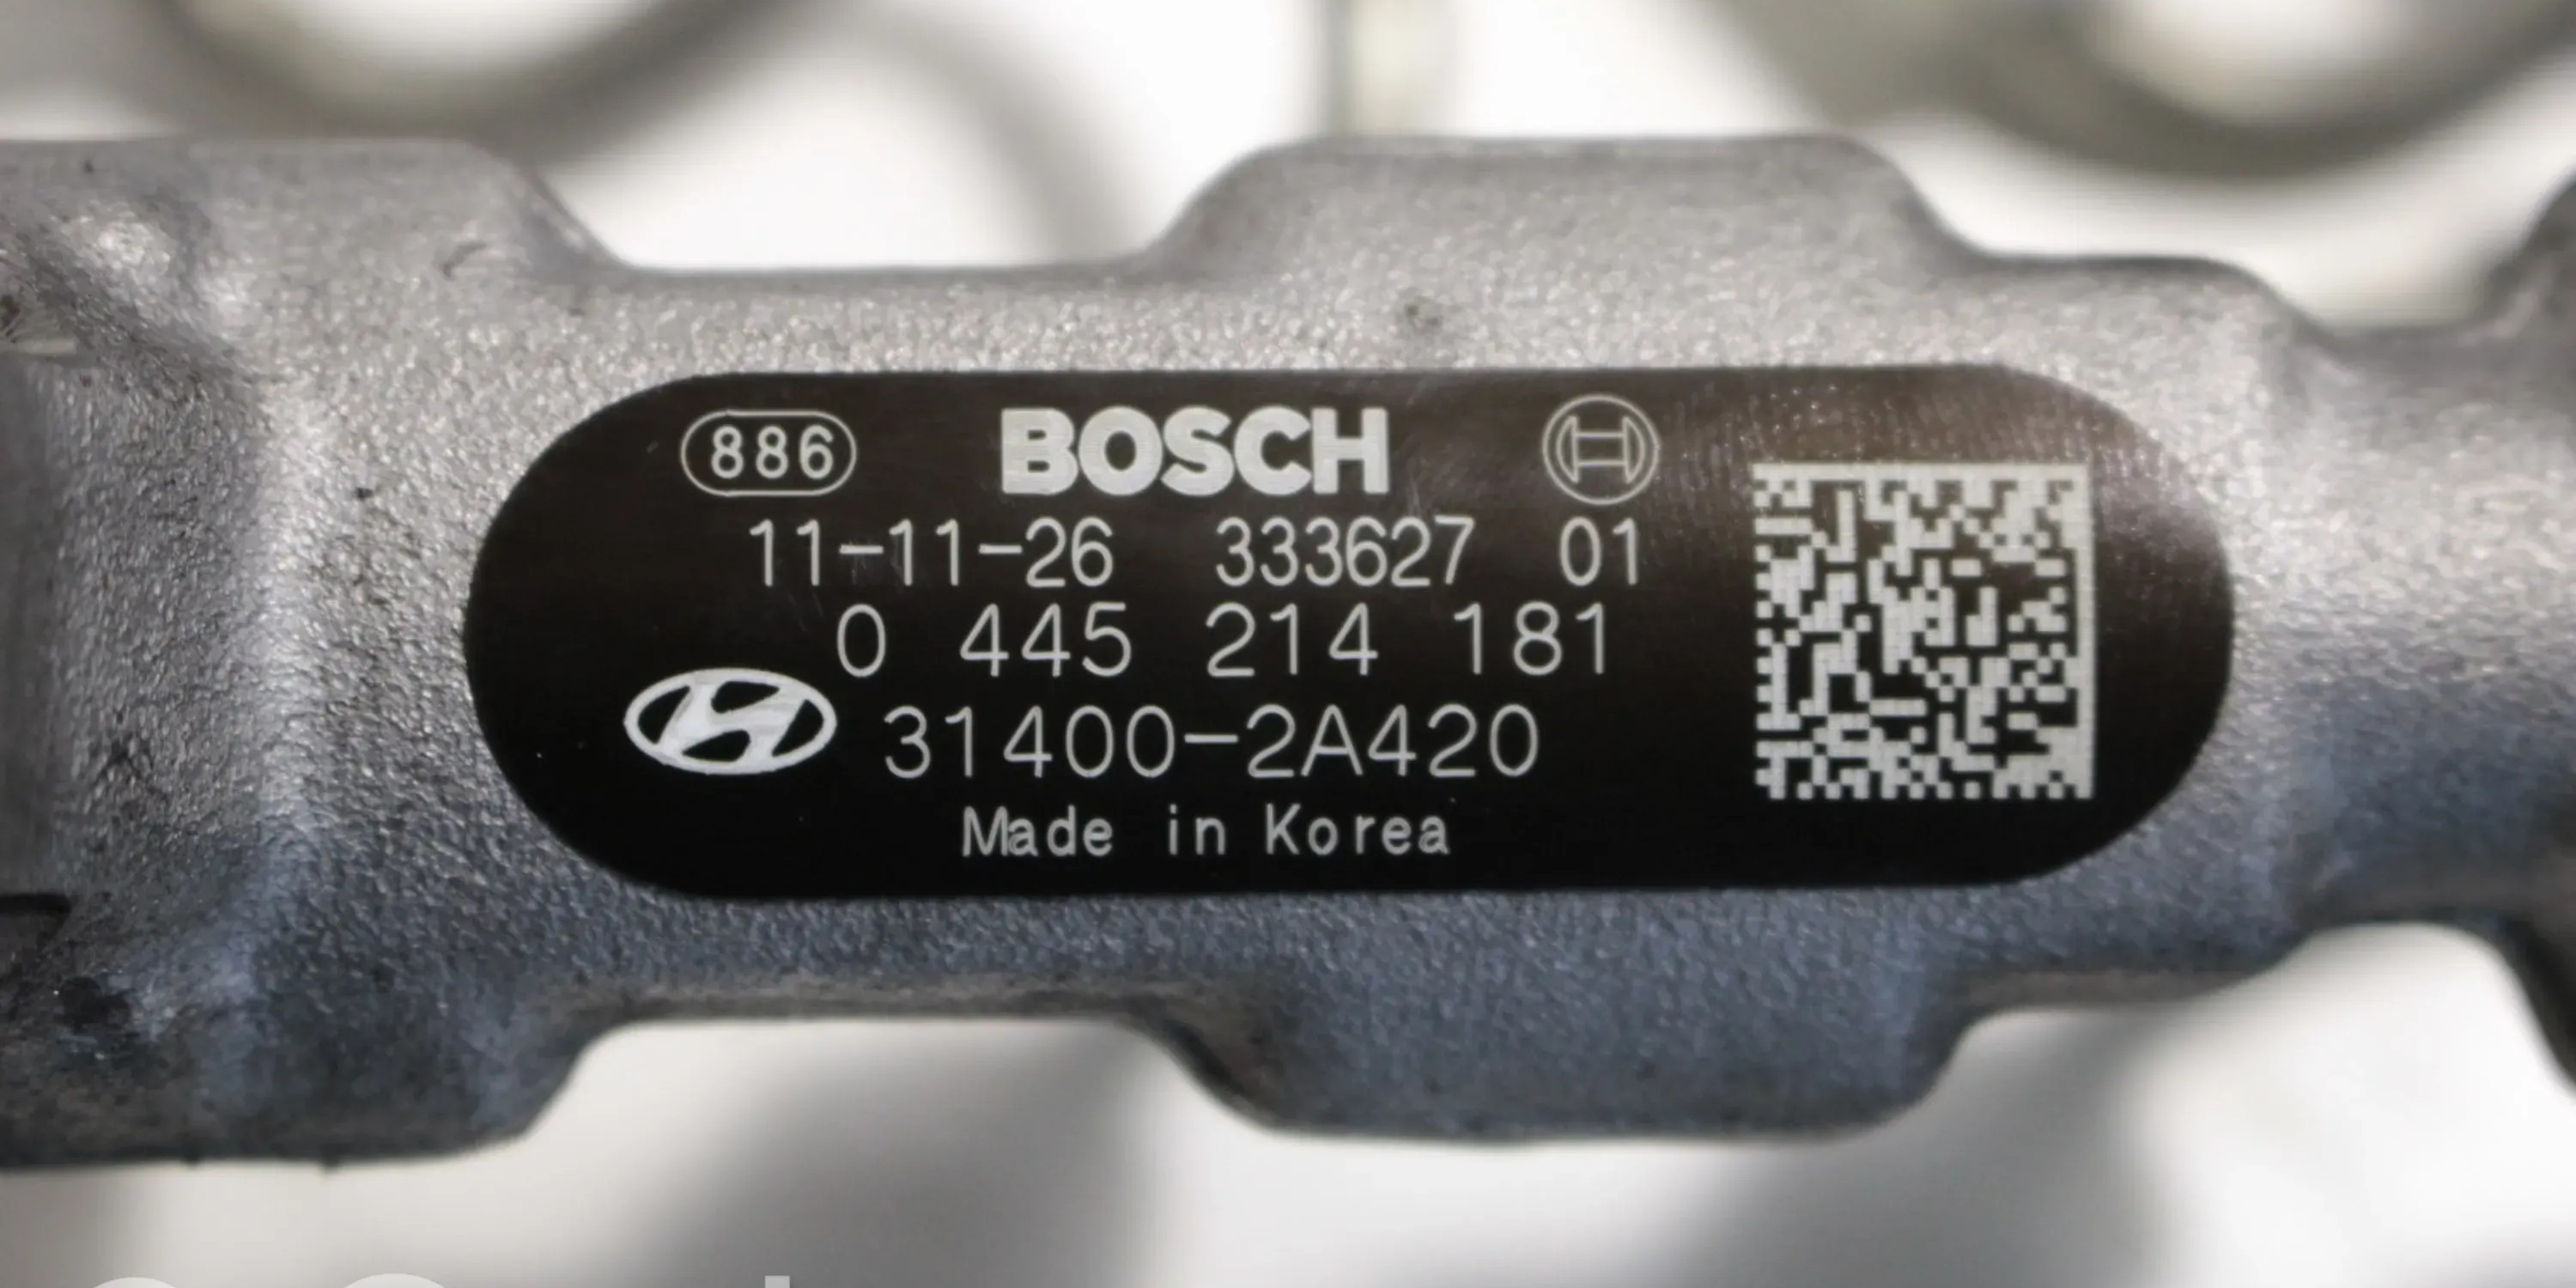 886 BOSCH
11-11-26 333627 01
0 445 214 181
31400-2A420
Made in Korea